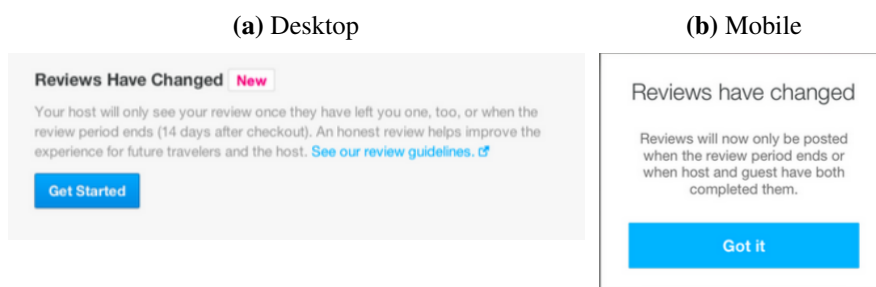 (a) Desktop
Reviews Have Changed New
Your host will only see your review once they have left you one, too, or when the
review period ends (14 days after checkout). An honest review helps improve the
experience for future travelers and the host. See our review guidelines.
Get Started
(b) Mobile
Reviews have changed
Reviews will now only be posted
when the review period ends or
when host and guest have both
completed them.
Got it